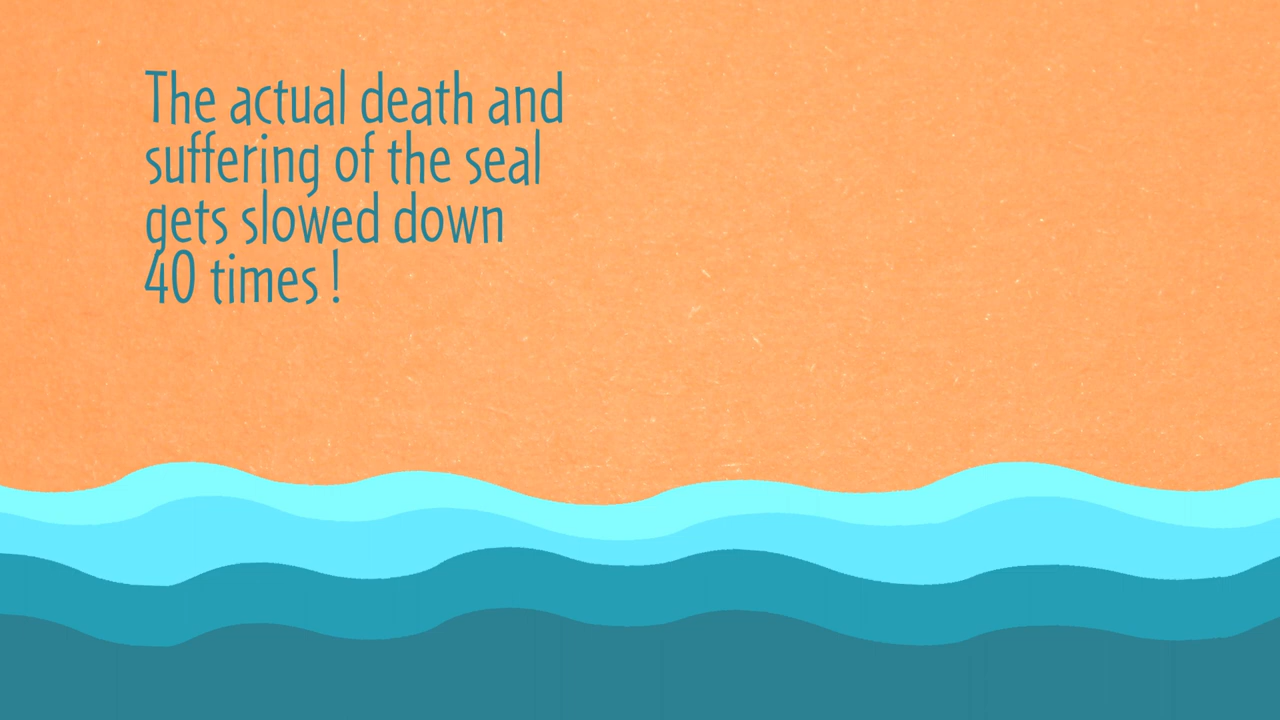 The actual death and
suffering of the seal
gets slowed down
40 times !